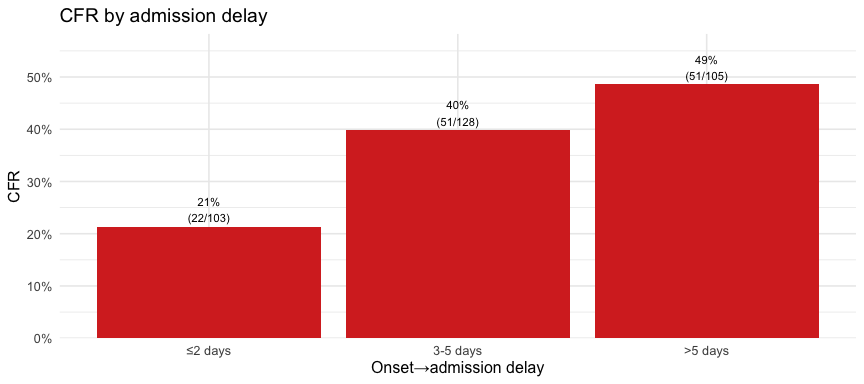 CFR by admission delay
49%
(51/105)
50%
40%
(51/128)
40%
30%
21%
(22/103)
20%
10%
0%
CFR
≤2 days
3-5 days
>5 days
Onset→admission delay